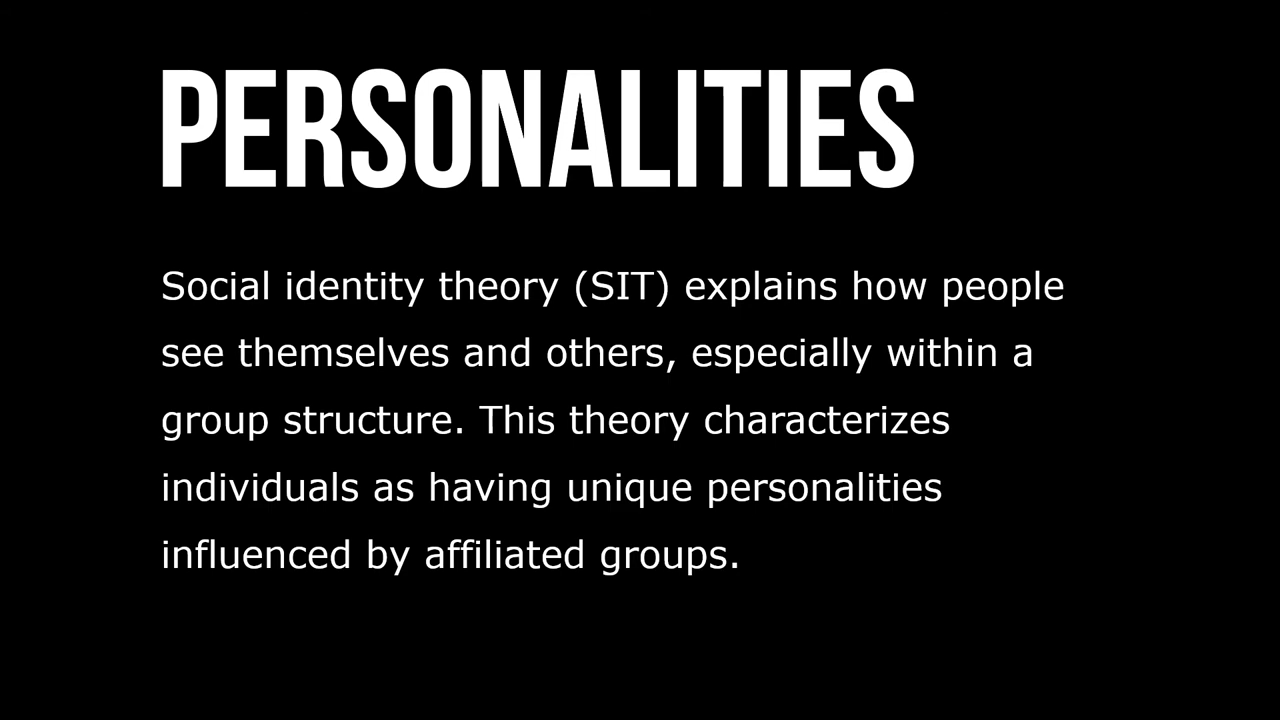 PERSONALITIES
Social identity theory (SIT) explains how people
see themselves and others, especially within a
group structure. This theory characterizes
individuals as having unique personalities
influenced by affiliated groups.